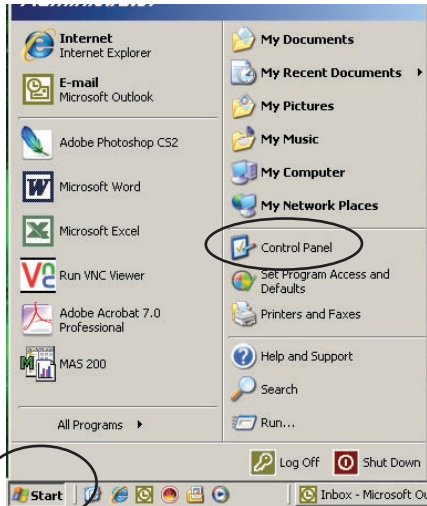 Internet
Internet Explorer
E-mail
Microsoft Outlook
Adobe Photoshop CS2
Microsoft Word
Microsoft Excel
Run VNC Viewer
Adobe Acrobat 7.0
Professional
MAS 200
All Programs
My Documents
My Recent Documents
My Pictures
My Music
My Computer
My Network Places
Control Panel
Set Program Access and
Defaults
Printers and Faxes
Help and Support
Search
Run...
Log Off
Shut Down
Start
Inbox - Microsoft